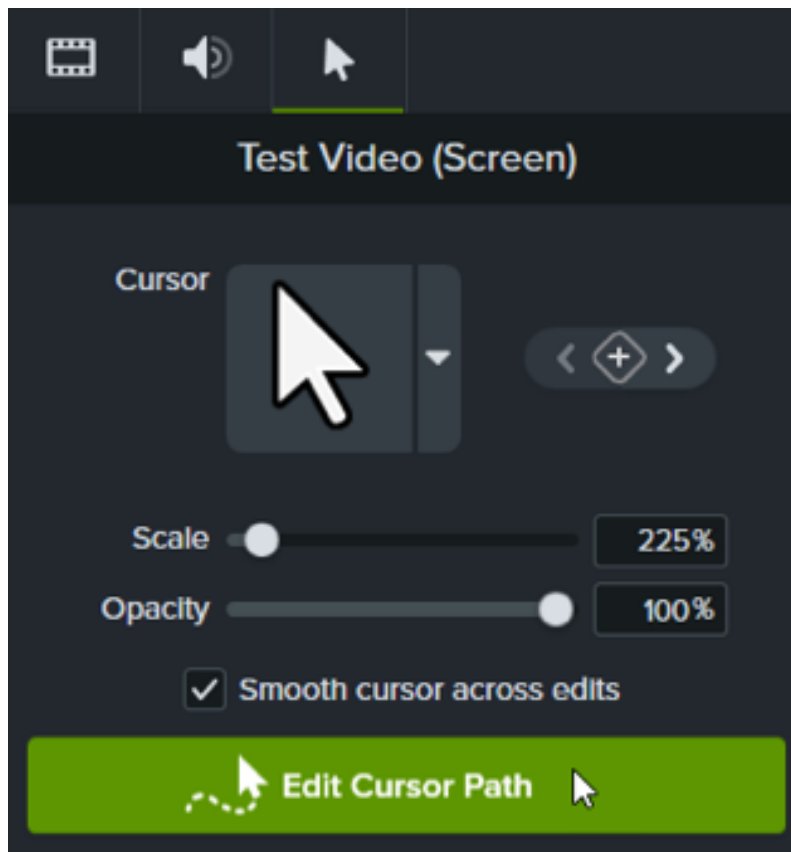 Test Video (Screen)
Cursor
Scale 225%
Opacity 100%
Smooth cursor across edits
Edit Cursor Path